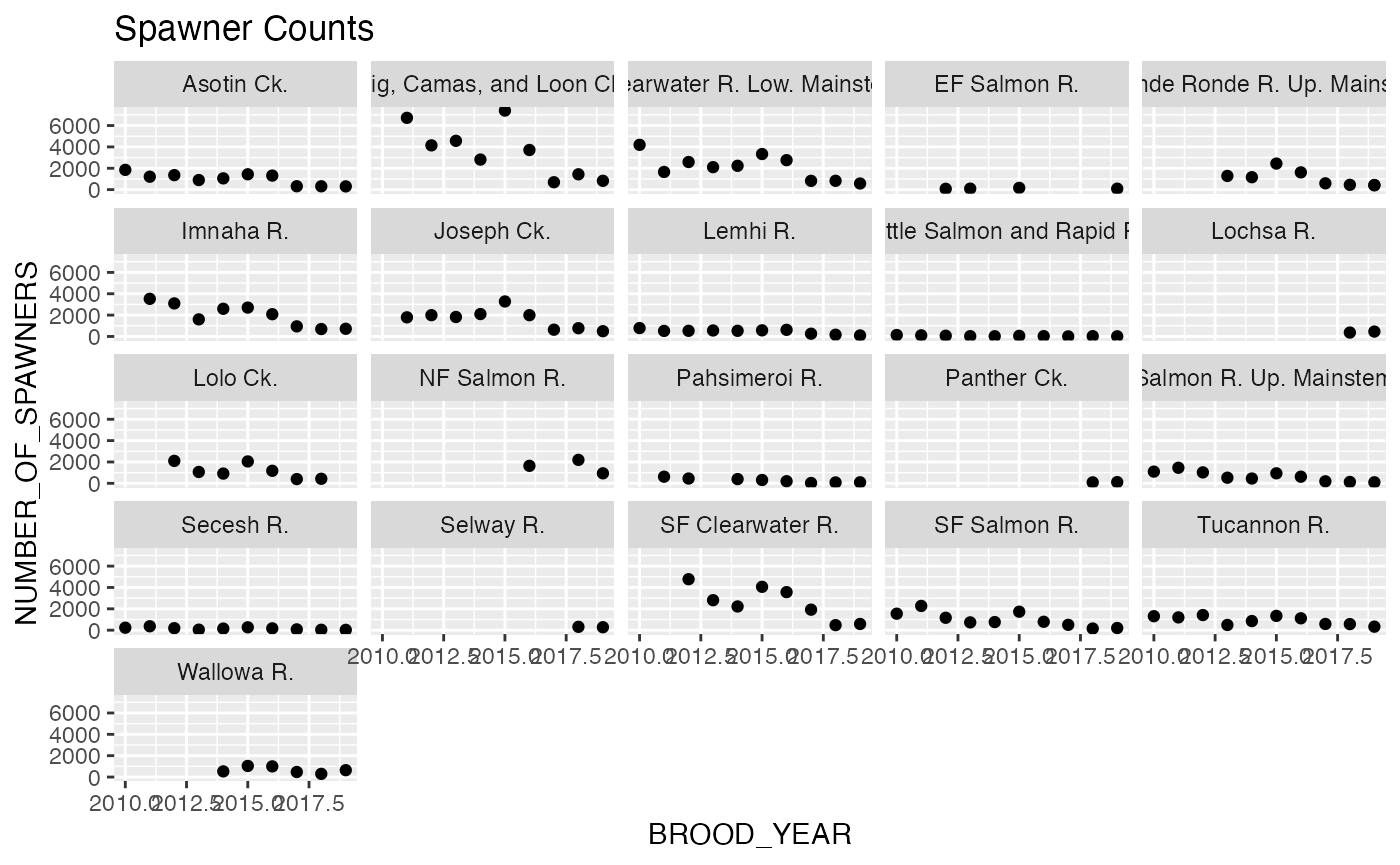 Spawner Counts
Asotin Ck.
ig, Camas, and Loon C
earwater R. Low. Mainst
EF Salmon R.
nde Ronde R. Up. Mains
6000
4000
2000
0
Imnaha R.
Joseph Ck.
Lemhi R.
ttle Salmon and Rapid
Lochsa R.
6000
4000
2000
0
Lolo Ck.
NF Salmon R.
Pahsimeroi R.
Panther Ck.
Salmon R. Up. Mainstem
6000
4000
2000
0
Secesh R.
Selway R.
SF Clearwater R.
SF Salmon R.
Tucannon R.
6000
4000
2000
0
2010.0 2012.5 2015.0 2017.5
2010.0 2012.5 2015.0 2017.5
2010.0 2012.5 2015.0 2017.5
2010.0 2012.5 2015.0 2017.5
Wallowa R.
6000
4000
2000
0
2010.0 2012.5 2015.0 2017.5
NUMBER_OF_SPAWNERS
BROOD_YEAR